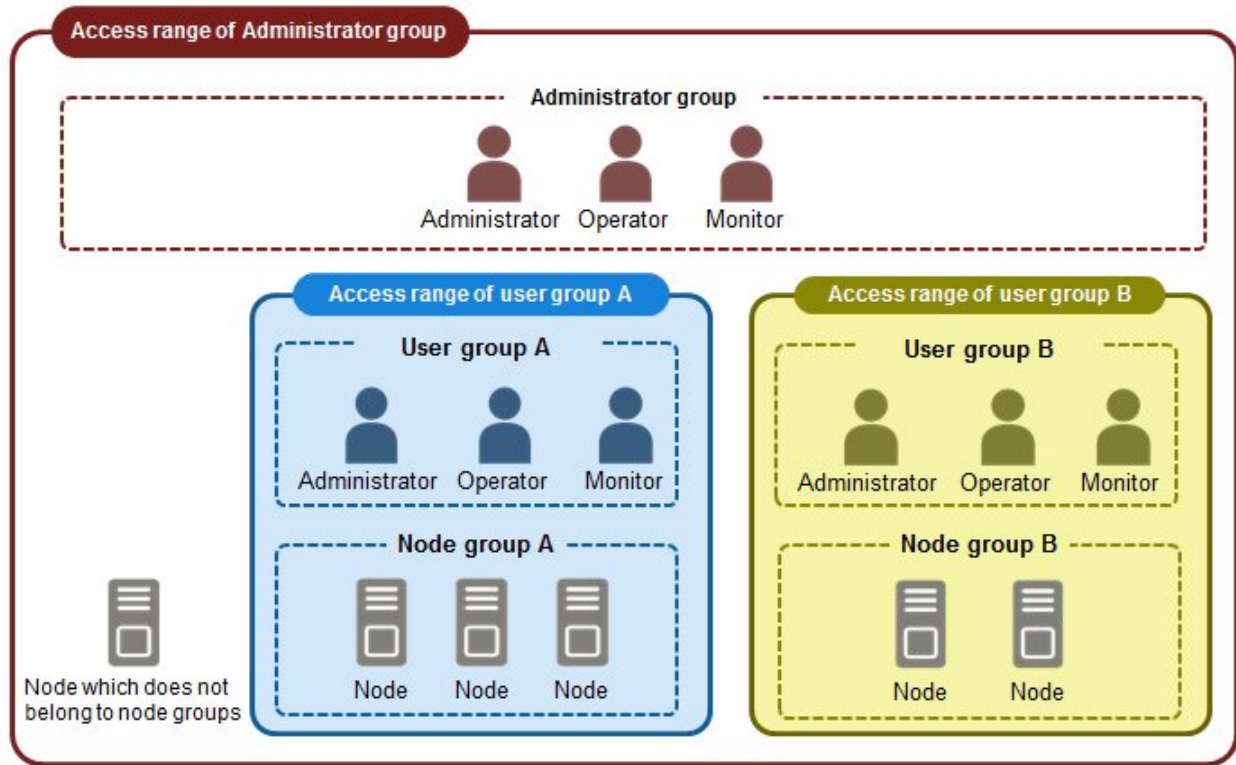 Access range of Administrator group
Administrator group
Administrator Operator Monitor
Access range of user group A
User group A
Administrator Operator Monitor
Node group A
Node Node Node
Access range of user group B
User group B
Administrator Operator Monitor
Node group B
Node Node
Node which does not
belong to node groups